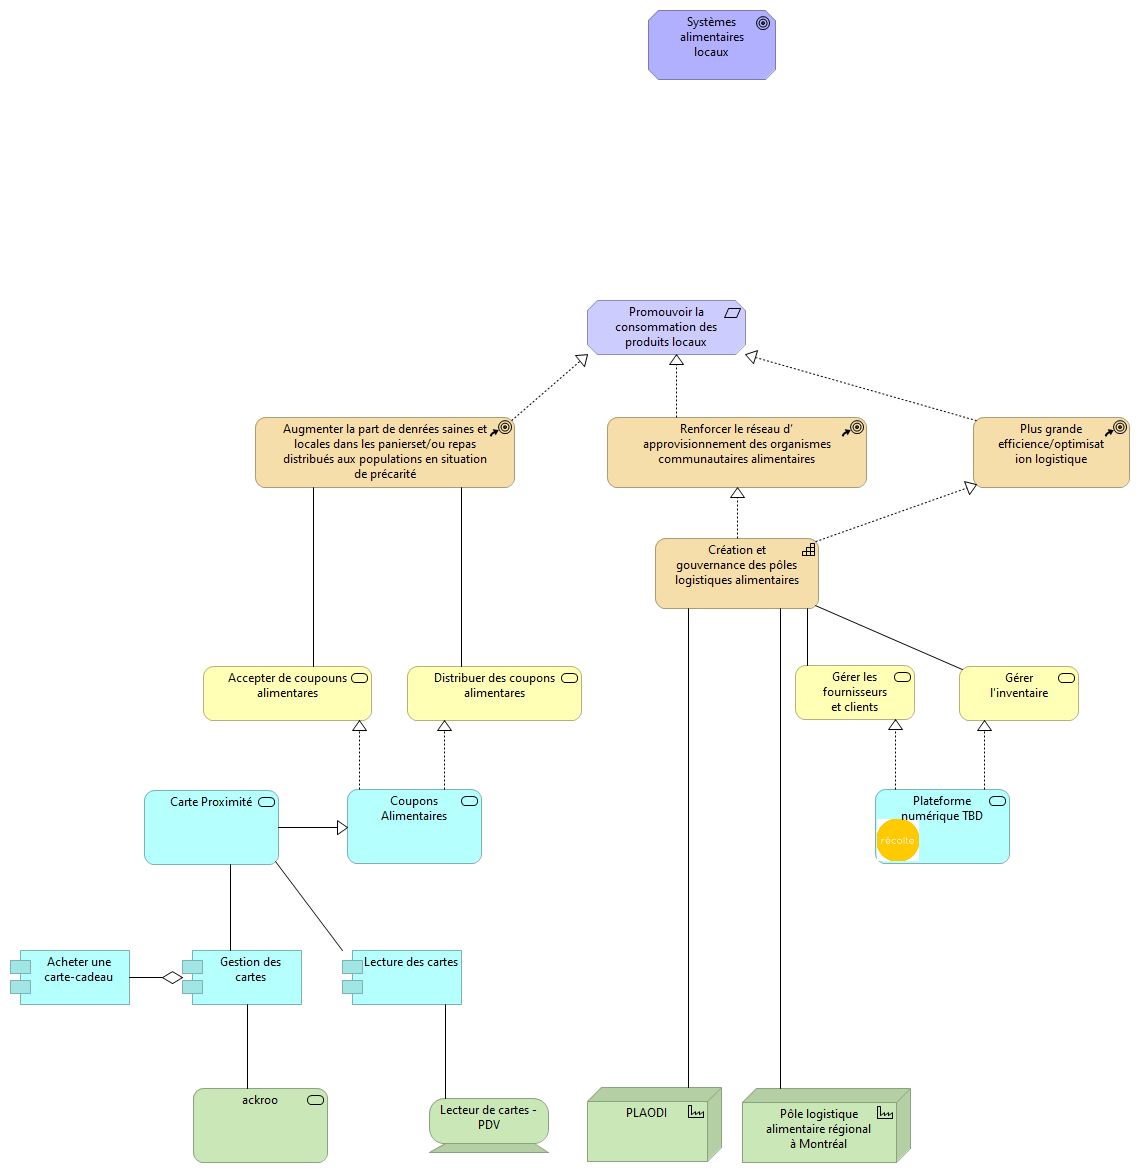 Systèmes
alimentaires
locaux
Promouvoir la
consommation des
produits locaux
Augmenter la part de denrées saines et
locales dans les panierset/ou repas
distribués aux populations en situation
de précarité
Renforcer le réseau d'
approvisionnement des organismes
communautaires alimentaires
Plus grande
efficience/optimisat
ion logistique
Création et
gouvernance des pôles
logistiques alimentaires
Accepter de coupouns
alimentares
Distribuer des coupons
alimentares
Gérer les
fournisseurs
et clients
Gérer
l'inventaire
Carte Proximité
Coupons
Alimentaires
Plateforme
numérique TBD
récolte
Acheter une
carte-cadeau
Gestion des
cartes
Lecture des cartes
ackroo
Lecteur de cartes -
PDV
PLAODI
Pôle logistique
alimentaire régional
à Montréal